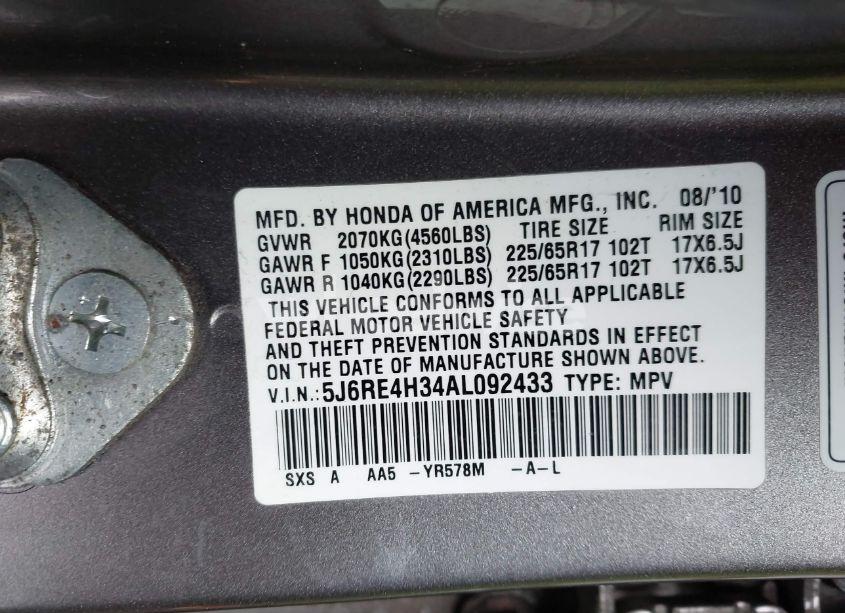 MFD. BY HONDA OF AMERICA MFG., INC. 08/'10
GVWR 2070KG(4560LBS) TIRE SIZE RIM SIZE
GAWR F 1050KG(2310LBS) 225/65R17 102T 17X6.5J
GAWR R 1040KG(2290LBS) 225/65R17 102T 17X6.5J
THIS VEHICLE CONFORMS TO ALL APPLICABLE
FEDERAL MOTOR VEHICLE SAFETY
AND THEFT PREVENTION STANDARDS IN EFFECT
ON THE DATE OF MANUFACTURE SHOWN ABOVE.
V.I.N.: 5J6RE4H34AL092433 TYPE: MPV
SXS A AA5 -YR578M -A-L